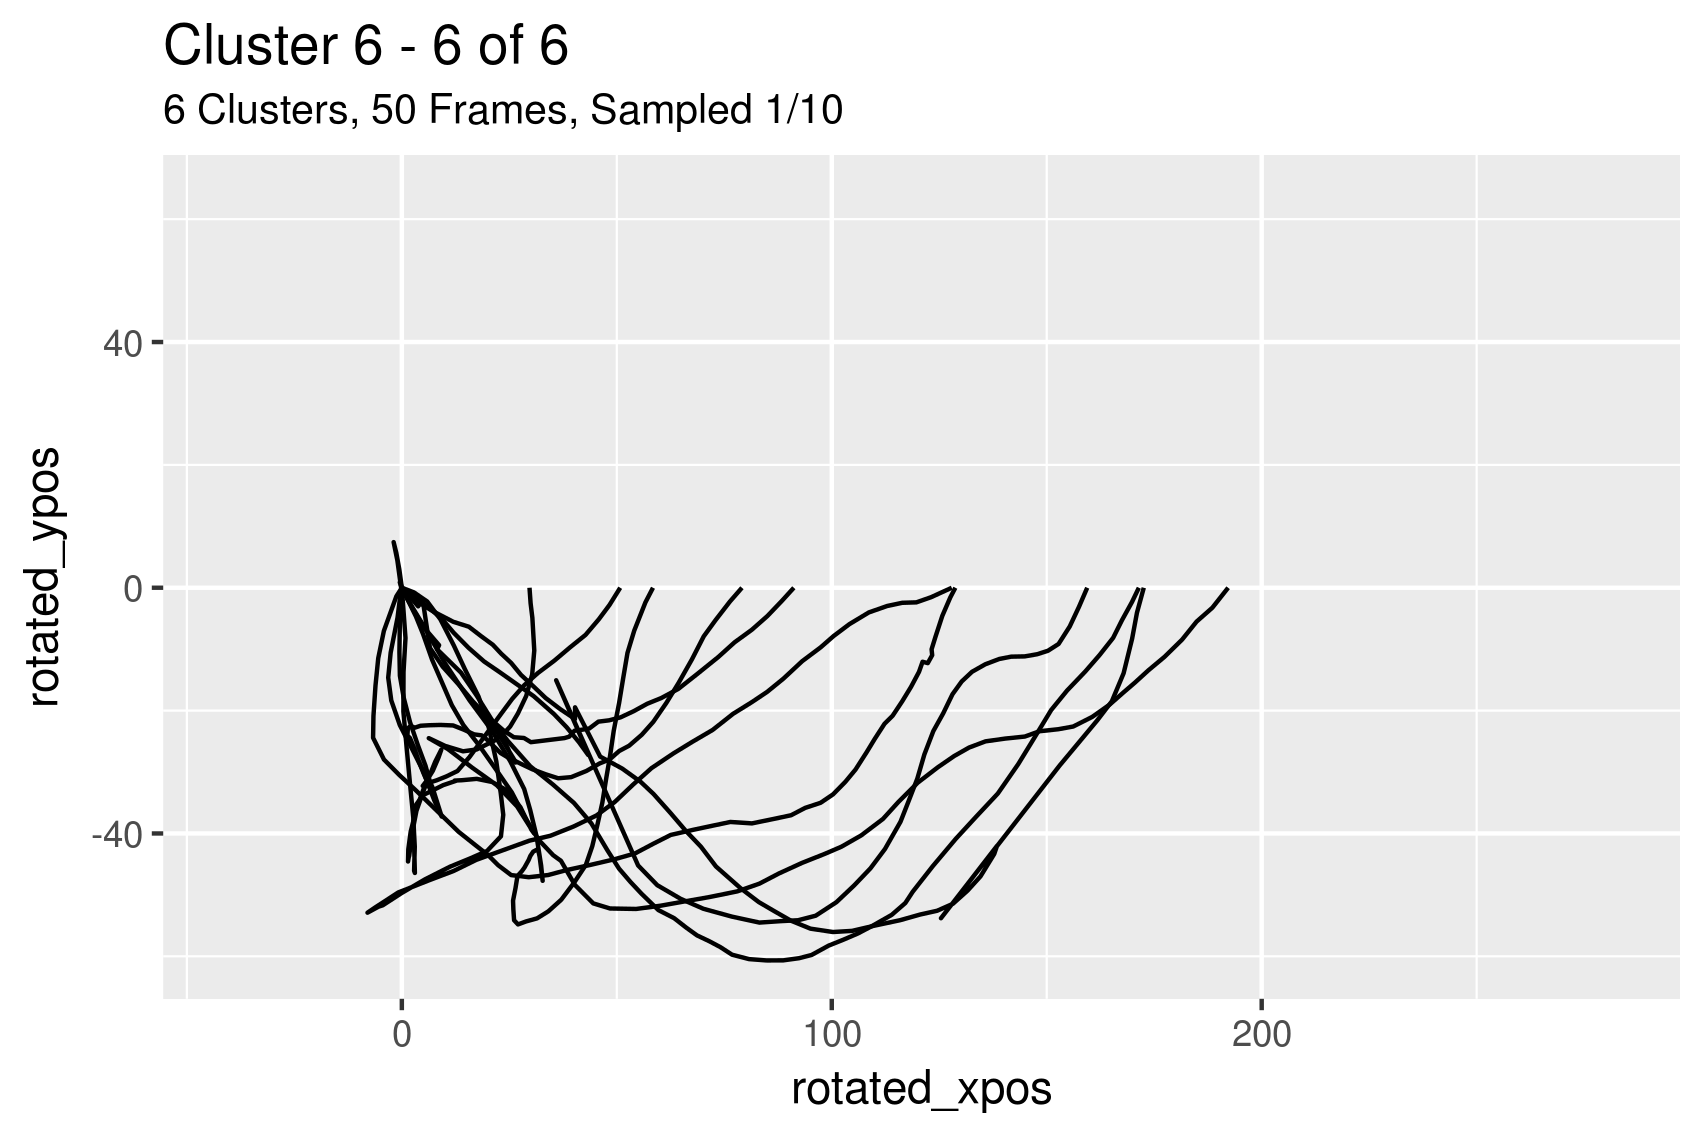 Cluster 6 - 6 of 6
6 Clusters, 50 Frames, Sampled 1/10
40
0
-40
rotated_ypos
0 100 200
rotated_xpos